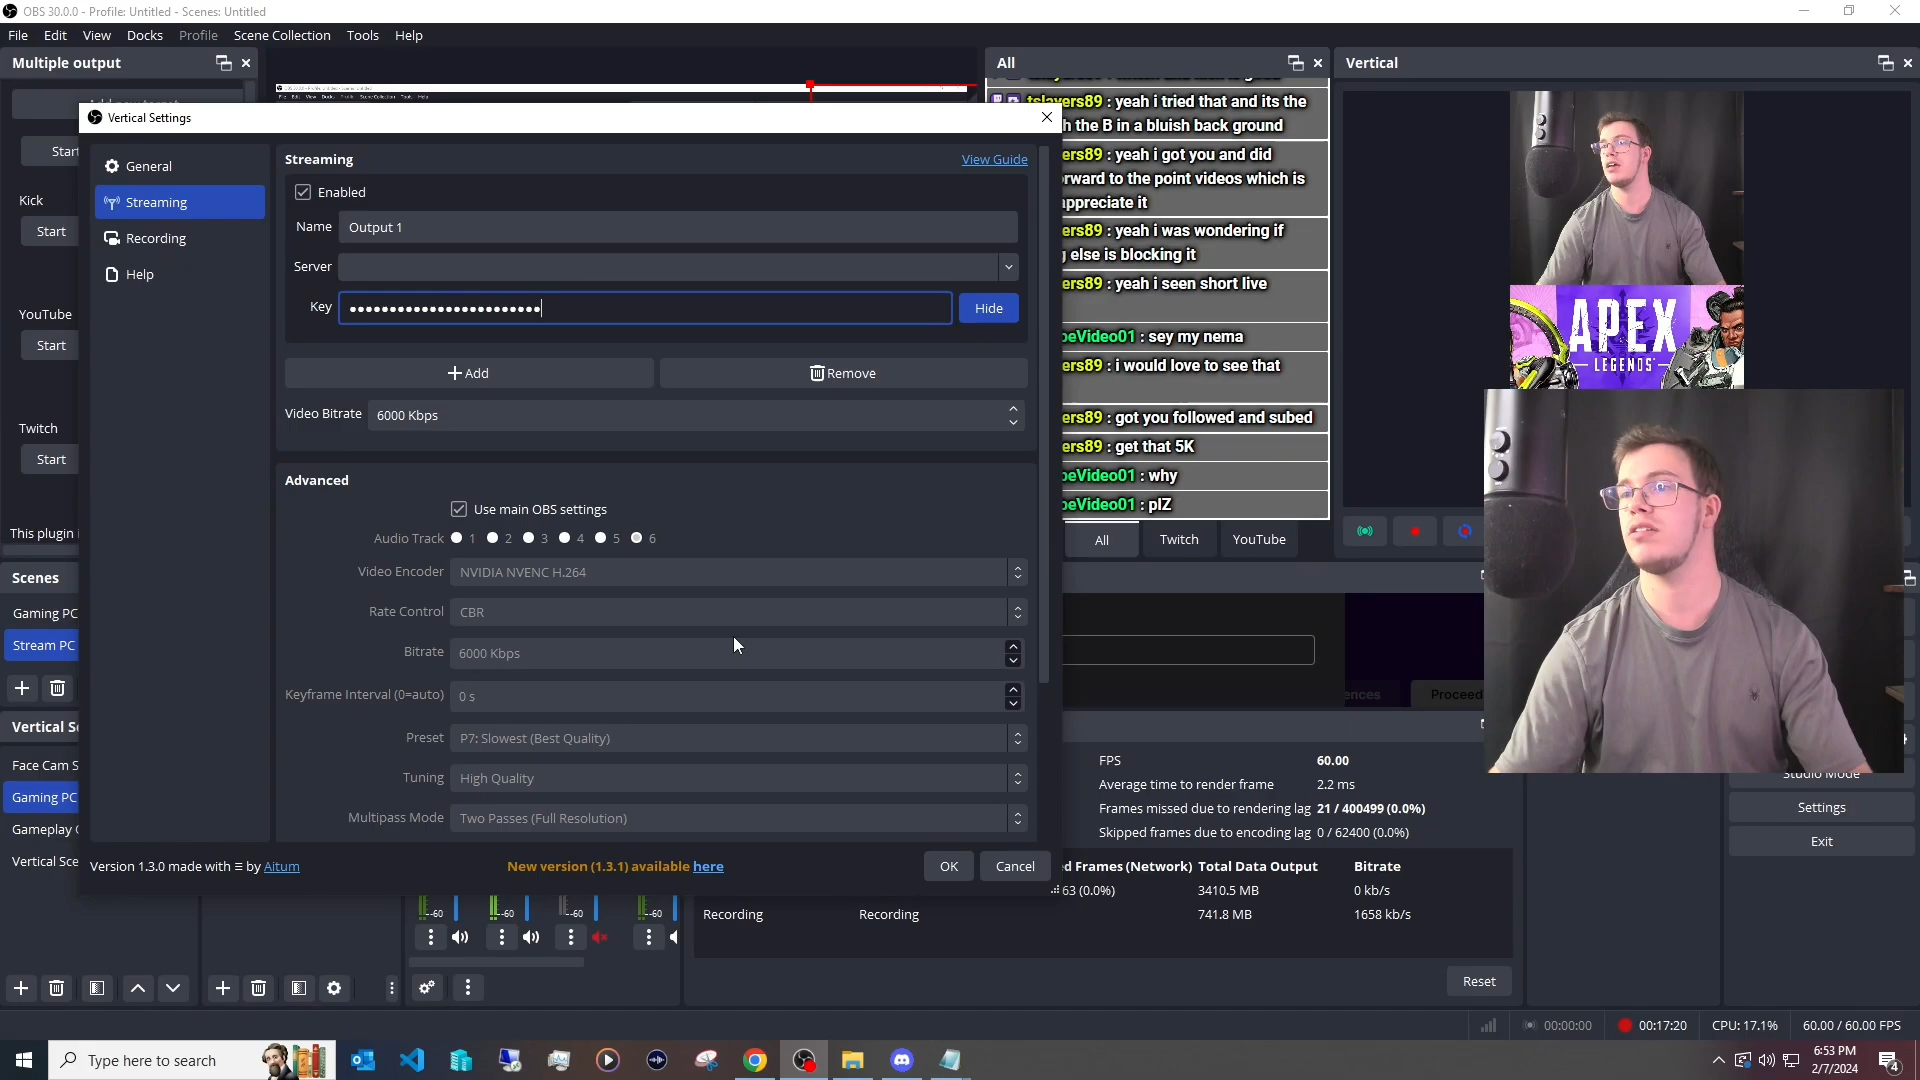 OBS 30.0.0 - Profile: Untitled - Scenes: Untitled
File Edit View Docks Profile Scene Collection Tools Help
Multiple output
Start
Kick
Start
YouTube
Start
Twitch
Start
This plugin i
Scenes
Gaming PC
Stream PC
Vertical Sc
Face Cam S
Gaming PC
Gameplay C
Vertical Sce
Vertical Settings
General
Streaming
Recording
Help
Streaming
View Guide
Enabled
Name Output 1
Server
Key
Hide
Add
Remove
Video Bitrate 6000 Kbps
Advanced
Use main OBS settings
Audio Track 1 2 3 4 5 6
Video Encoder NVIDIA NVENC H.264
Rate Control CBR
Bitrate 6000 Kbps
Keyframe Interval (0=auto) 0 s
Preset P7: Slowest (Best Quality)
Tuning High Quality
Multipass Mode Two Passes (Full Resolution)
Version 1.3.0 made with ☰ by Aitum
New version (1.3.1) available here
OK
Cancel
All
tslayers89 : yeah i tried that and its the
h the B in a bluish back ground
ers89 : yeah i got you and did
rward to the point videos which is
appreciate it
ers89 : yeah i was wondering if
g else is blocking it
ers89 : yeah i seen short live
beVideo01 : sey my nema
ers89 : i would love to see that
ers89 : got you followed and subed
ers89 : get that 5K
beVideo01 : why
beVideo01 : plZ
All Twitch YouTube
Vertical
APEX
LEGENDS
ences
Proceed
FPS 60.00
Average time to render frame 2.2 ms
Frames missed due to rendering lag 21 / 400499 (0.0%)
Skipped frames due to encoding lag 0 / 62400 (0.0%)
d Frames (Network) Total Data Output Bitrate
63 (0.0%) 3410.5 MB 0 kb/s
Recording Recording 741.8 MB 1658 kb/s
Reset
Studio Mode
Settings
Exit
-60 -60 -60 -60
00:00:00 00:17:20 CPU: 17.1% 60.00 / 60.00 FPS
Type here to search
6:53 PM
2/7/2024
4